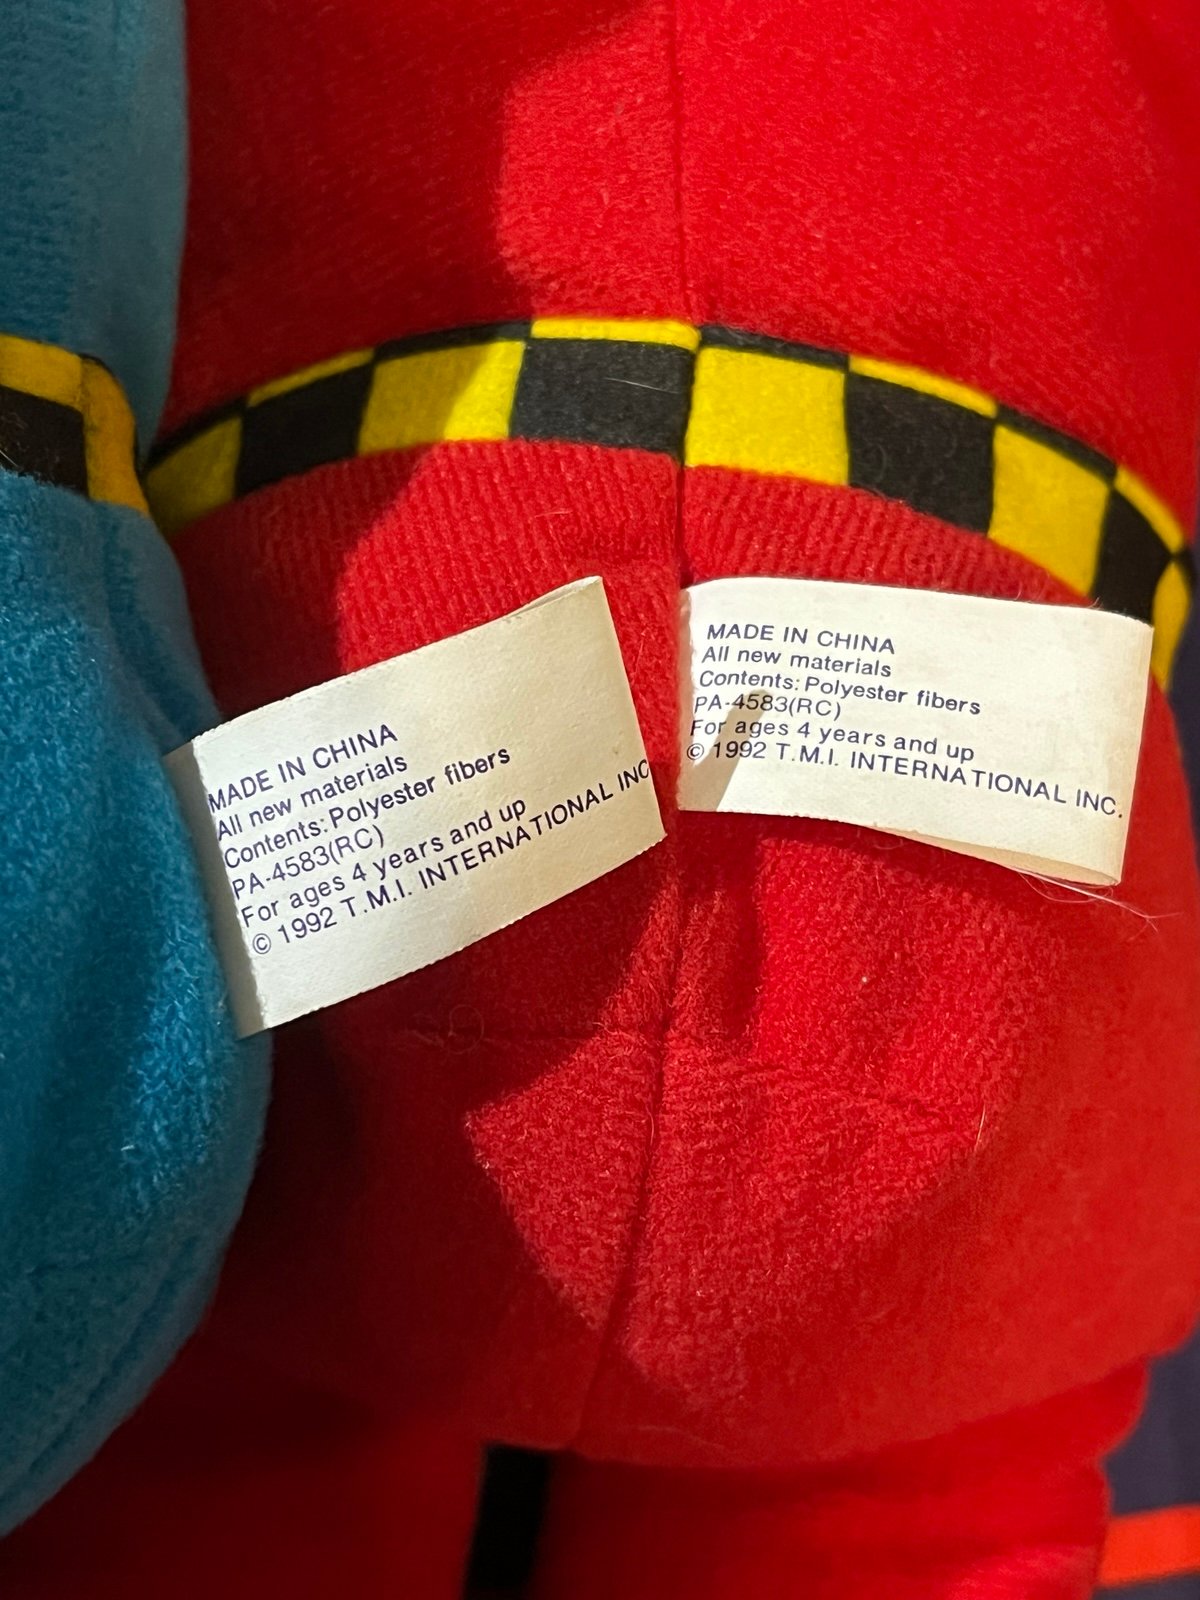 MADE IN CHINA
All new materials
Contents: Polyester fibers
PA-4583(RC)
For ages 4 years and up
© 1992 T.M.I. INTERNATIONAL INC
MADE IN CHINA
All new materials
Contents: Polyester fibers
PA-4583(RC)
For ages 4 years and up
© 1992 T.M.I. INTERNATIONAL INC.